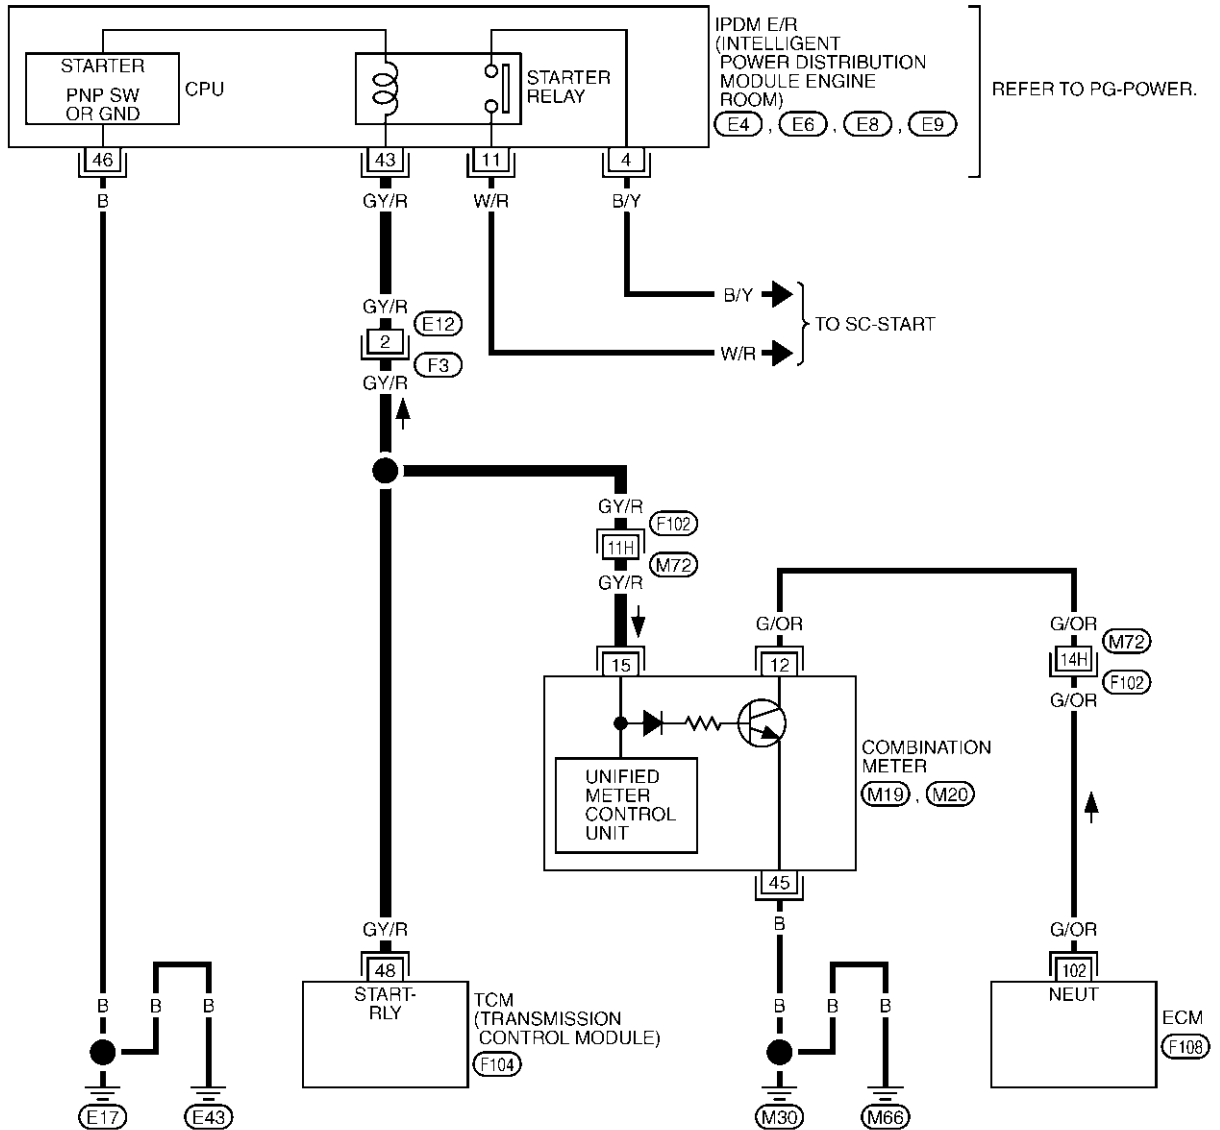 IPDM E/R
(INTELLIGENT
POWER DISTRIBUTION
MODULE ENGINE
ROOM)
E4 , E6 , E8 , E9
REFER TO PG-POWER.
STARTER
PNP SW
OR GND
CPU
STARTER
RELAY
46
43
11
4
B
GY/R
W/R
B/Y
B/Y
W/R
TO SC-START
GY/R
2
E12
F3
GY/R
GY/R
11H
F102
M72
GY/R
G/OR
G/OR
14H
M72
F102
G/OR
15
12
UNIFIED
METER
CONTROL
UNIT
COMBINATION
METER
M19 , M20
45
B
GY/R
48
START-
RLY
TCM
(TRANSMISSION
CONTROL MODULE)
F104
G/OR
102
NEUT
ECM
F108
B
B
B
B
B
B
E17
E43
M30
M66